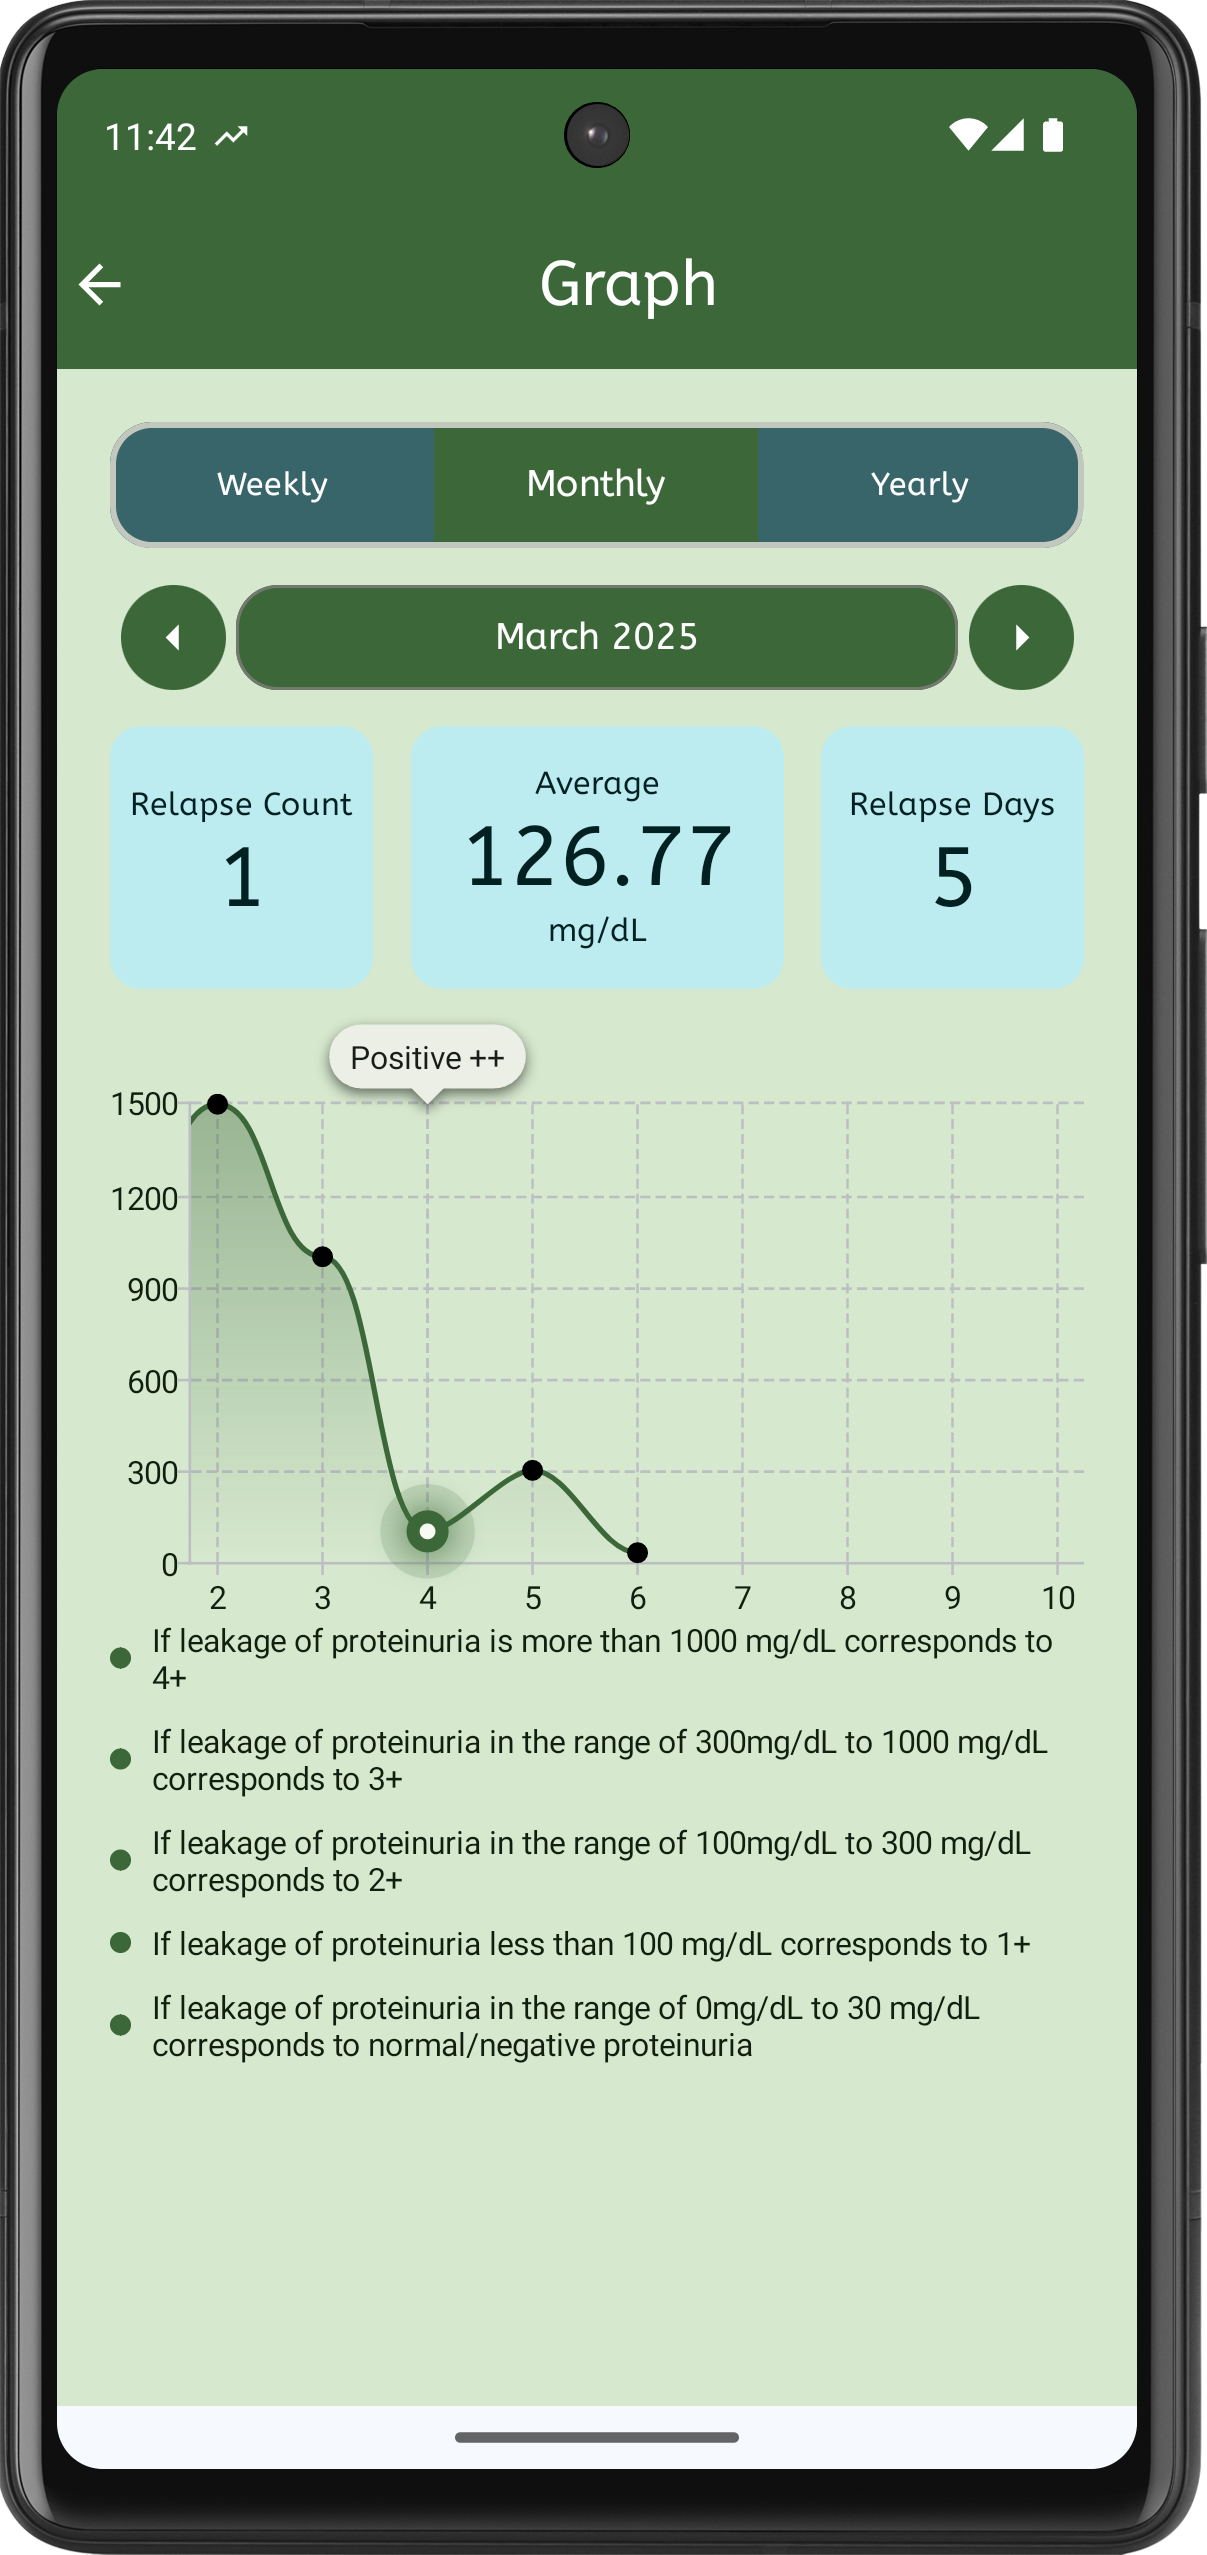 11:42
Graph
Weekly Monthly Yearly
March 2025
Relapse Count
1
Average
126.77
mg/dL
Relapse Days
5
Positive ++
1500
1200
900
600
300
0
2 3 4 5 6 7 8 9 10
If leakage of proteinuria is more than 1000 mg/dL corresponds to
4+
If leakage of proteinuria in the range of 300mg/dL to 1000 mg/dL
corresponds to 3+
If leakage of proteinuria in the range of 100mg/dL to 300 mg/dL
corresponds to 2+
If leakage of proteinuria less than 100 mg/dL corresponds to 1+
If leakage of proteinuria in the range of 0mg/dL to 30 mg/dL
corresponds to normal/negative proteinuria